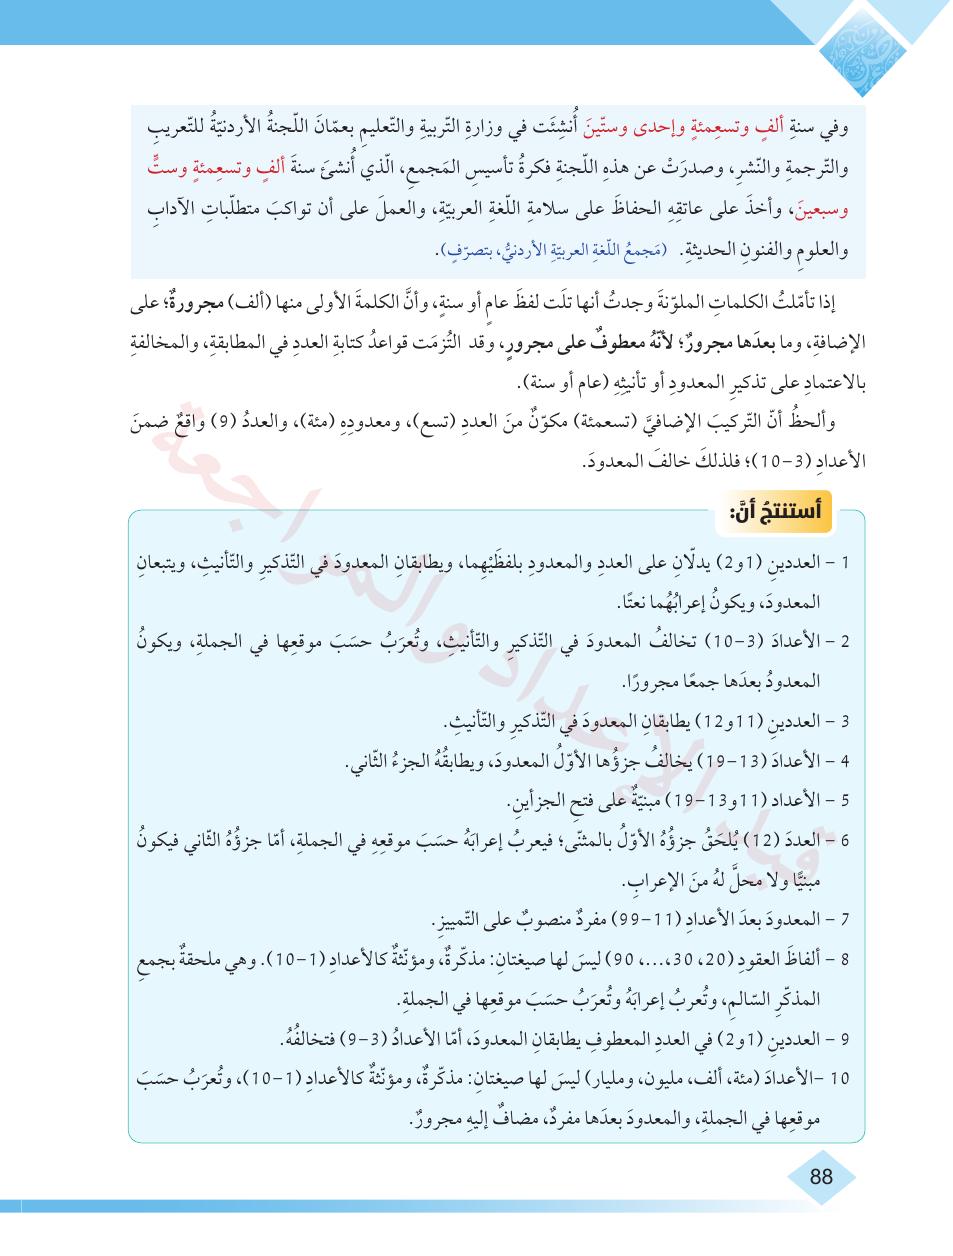 وفي سنةِ ألفٍ وتسعِمئةٍ وإحدى وستّينَ أُنشِئَت في وزارةِ التّربيةِ والتّعليمِ بعمّانَ اللّجنةُ الأردنيّةُ للتّعريبِ
والتّرجمةِ والنّشرِ، وصدرَتْ عن هذهِ اللّجنةِ فكرةُ تأسيسِ المَجمعِ، الّذي أُنشئَ سنةَ ألفٍ وتسعِمئةٍ وستٍّ
وسبعينَ، وأخذَ على عاتقِهِ الحفاظَ على سلامةِ اللّغةِ العربيّةِ، والعملَ على أن تواكبَ متطلّباتِ الآدابِ
والعلومِ والفنونِ الحديثةِ. (مَجمعُ اللّغةِ العربيّةِ الأردنيُّ، بتصرّفٍ).
إذا تأمّلتُ الكلماتِ الملوّنةَ وجدتُ أنها تلَت لفظَ عامٍ أو سنةٍ، وأنَّ الكلمةَ الأولى منها (ألف) مجرورةٌ؛ على
الإضافةِ، وما بعدَها مجرورٌ؛ لأنّهُ معطوفٌ على مجرورٍ، وقد التُزمَت قواعدُ كتابةِ العددِ في المطابقةِ، والمخالفةِ
بالاعتمادِ على تذكيرِ المعدودِ أو تأنيثِهِ (عام أو سنة).
وألحظُ أنّ التّركيبَ الإضافيَّ (تسعمئة) مكوّنٌ منَ العددِ (تسع)، ومعدودِهِ (مئة)، والعددُ (9) واقعٌ ضمنَ
الأعدادِ (3-10)؛ فلذلكَ خالفَ المعدودَ.
أستنتجُ أنَّ:
1 - العددينِ (1و2) يدلّانِ على العددِ والمعدودِ بلفظَيْهِما، ويطابقانِ المعدودَ في التّذكيرِ والتّأنيثِ، ويتبعانِ
المعدودَ، ويكونُ إعرابُهُما نعتًا.
2 - الأعدادَ (3-10) تخالفُ المعدودَ في التّذكيرِ والتّأنيثِ، وتُعرَبُ حسَبَ موقعِها في الجملةِ، ويكونُ
المعدودُ بعدَها جمعًا مجرورًا.
3 - العددينِ (11و12) يطابقانِ المعدودَ في التّذكيرِ والتّأنيثِ.
4 - الأعدادَ (13-19) يخالفُ جزؤُها الأوّلُ المعدودَ، ويطابقُهُ الجزءُ الثّاني.
5 - الأعداد (11و13-19) مبنيّةٌ على فتحِ الجزأينِ.
6 - العددَ (12) يُلحَقُ جزؤُهُ الأوّلُ بالمثنّى؛ فيعربُ إعرابَهُ حسَبَ موقعِهِ في الجملةِ، أمّا جزؤُهُ الثّاني فيكونُ
مبنيًّا ولا محلَّ لهُ منَ الإعرابِ.
7 - المعدودَ بعدَ الأعدادِ (11-99) مفردٌ منصوبٌ على التّمييزِ.
8 - ألفاظَ العقودِ (20، 30،...، 90) ليسَ لها صيغتانِ: مذكّرةٌ، ومؤنّثةٌ كالأعدادِ (1-10). وهي ملحقةٌ بجمعِ
المذكّرِ السّالمِ، وتُعربُ إعرابَهُ وتُعرَبُ حسَبَ موقعِها في الجملةِ.
9 - العددينِ (1و2) في العددِ المعطوفِ يطابقانِ المعدودَ، أمّا الأعدادُ (3-9) فتخالفُهُ.
10 -الأعدادَ (مئة، ألف، مليون، ومليار) ليسَ لها صيغتانِ: مذكّرةٌ، ومؤنّثةٌ كالأعدادِ (1-10)، وتُعرَبُ حسَبَ
موقعِها في الجملةِ، والمعدودَ بعدَها مفردٌ، مضافٌ إليهِ مجرورٌ.
قيد الإعداد والمراجعة
88